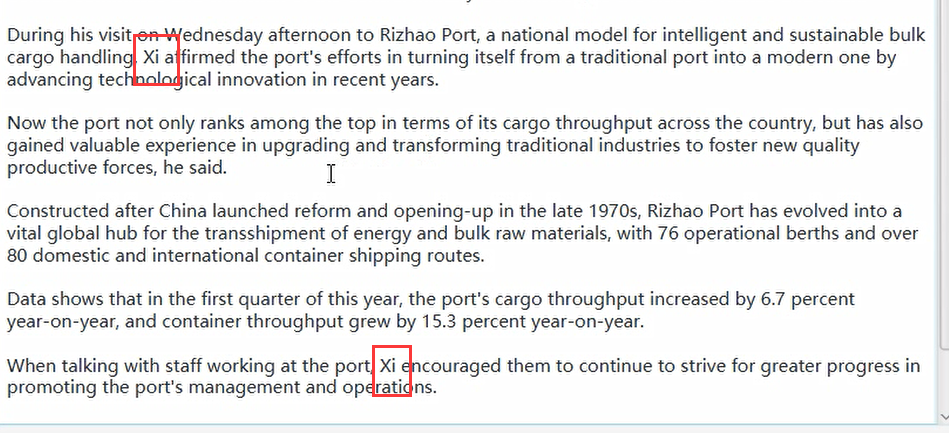 During his visit on Wednesday afternoon to Rizhao Port, a national model for intelligent and sustainable bulk
cargo handling, Xi affirmed the port's efforts in turning itself from a traditional port into a modern one by
advancing technological innovation in recent years.
Now the port not only ranks among the top in terms of its cargo throughput across the country, but has also
gained valuable experience in upgrading and transforming traditional industries to foster new quality
productive forces, he said.
Constructed after China launched reform and opening-up in the late 1970s, Rizhao Port has evolved into a
vital global hub for the transshipment of energy and bulk raw materials, with 76 operational berths and over
80 domestic and international container shipping routes.
Data shows that in the first quarter of this year, the port's cargo throughput increased by 6.7 percent
year-on-year, and container throughput grew by 15.3 percent year-on-year.
When talking with staff working at the port, Xi encouraged them to continue to strive for greater progress in
promoting the port's management and operations.